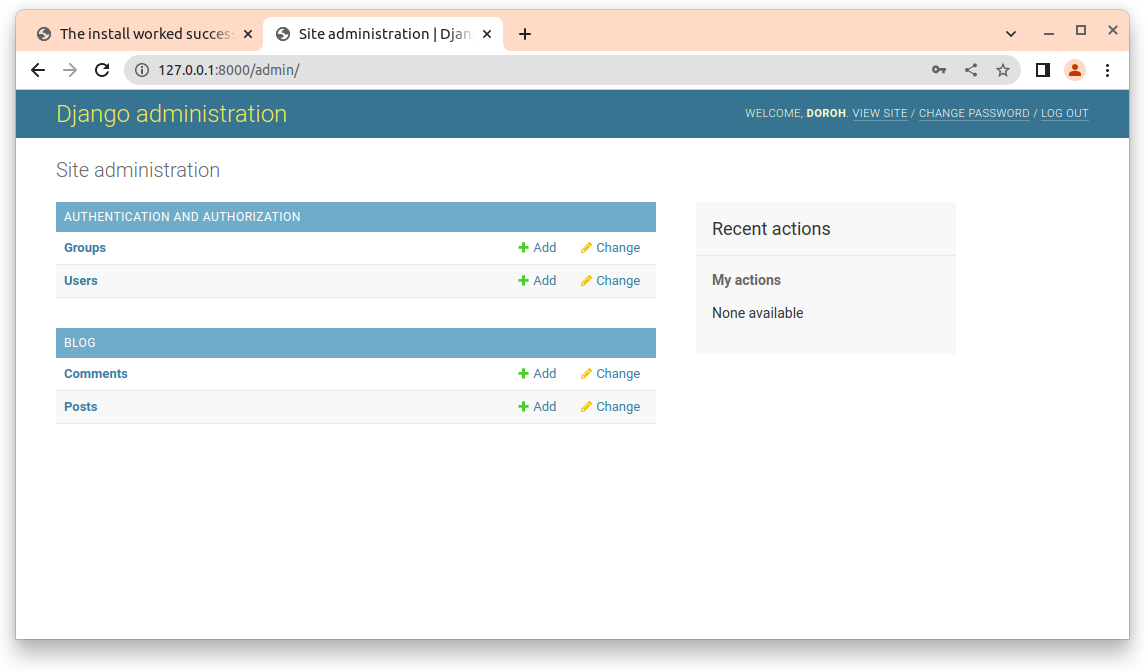 The install worked succes
Site administration | Djan
127.0.0.1:8000/admin/
Django administration
WELCOME, DOROH. VIEW SITE / CHANGE PASSWORD / LOG OUT
Site administration
AUTHENTICATION AND AUTHORIZATION
Groups Add Change
Users Add Change
BLOG
Comments Add Change
Posts Add Change
Recent actions
My actions
None available